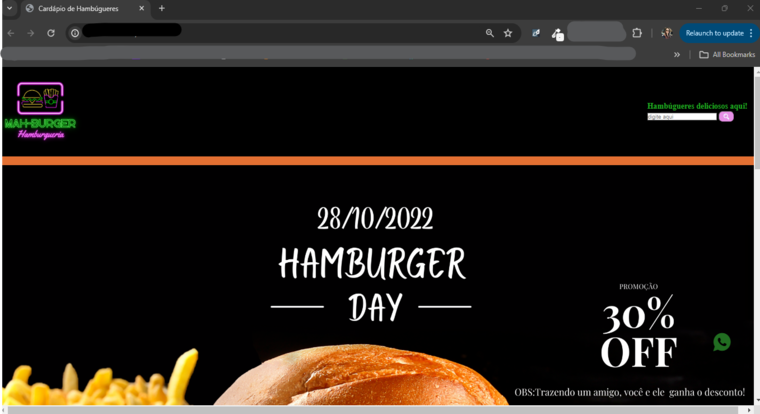 Cardápio de Hambúgueres
Relaunch to update
All Bookmarks
MAH-BURGER
Hamburgueria
Hambúgueres deliciosos aqui!
digite aqui
28/10/2022
HAMBURGER
DAY
PROMOÇÃO
30%
OFF
OBS:Trazendo um amigo, você e ele ganha o desconto!